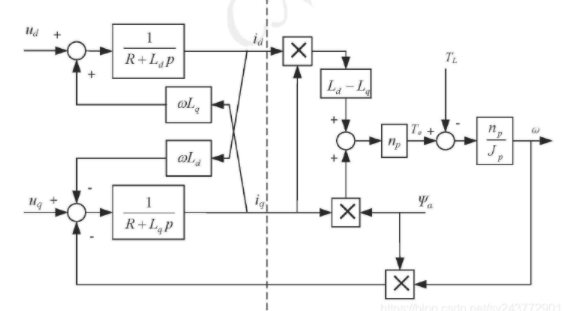 u_d + i_d
1
R+L_d p
+
L_d − L_q
T_L
ωL_q
+
n_p
T_e + -
n_p
J_p
ω
ωL_d
+
-
u_q + i_q ψ_a
1
R+L_q p
-